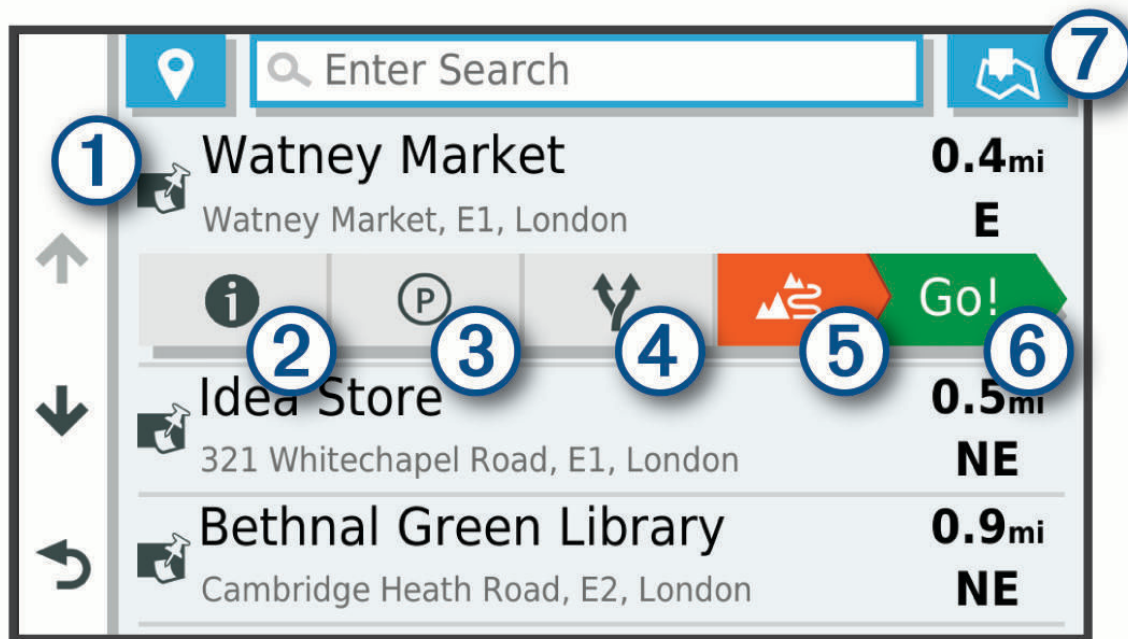 Enter Search
7
1
Watney Market
0.4mi
Watney Market, E1, London
E
i
P
Go!
2
3
4
5
6
Idea Store
0.5mi
321 Whitechapel Road, E1, London
NE
Bethnal Green Library
0.9mi
Cambridge Heath Road, E2, London
NE